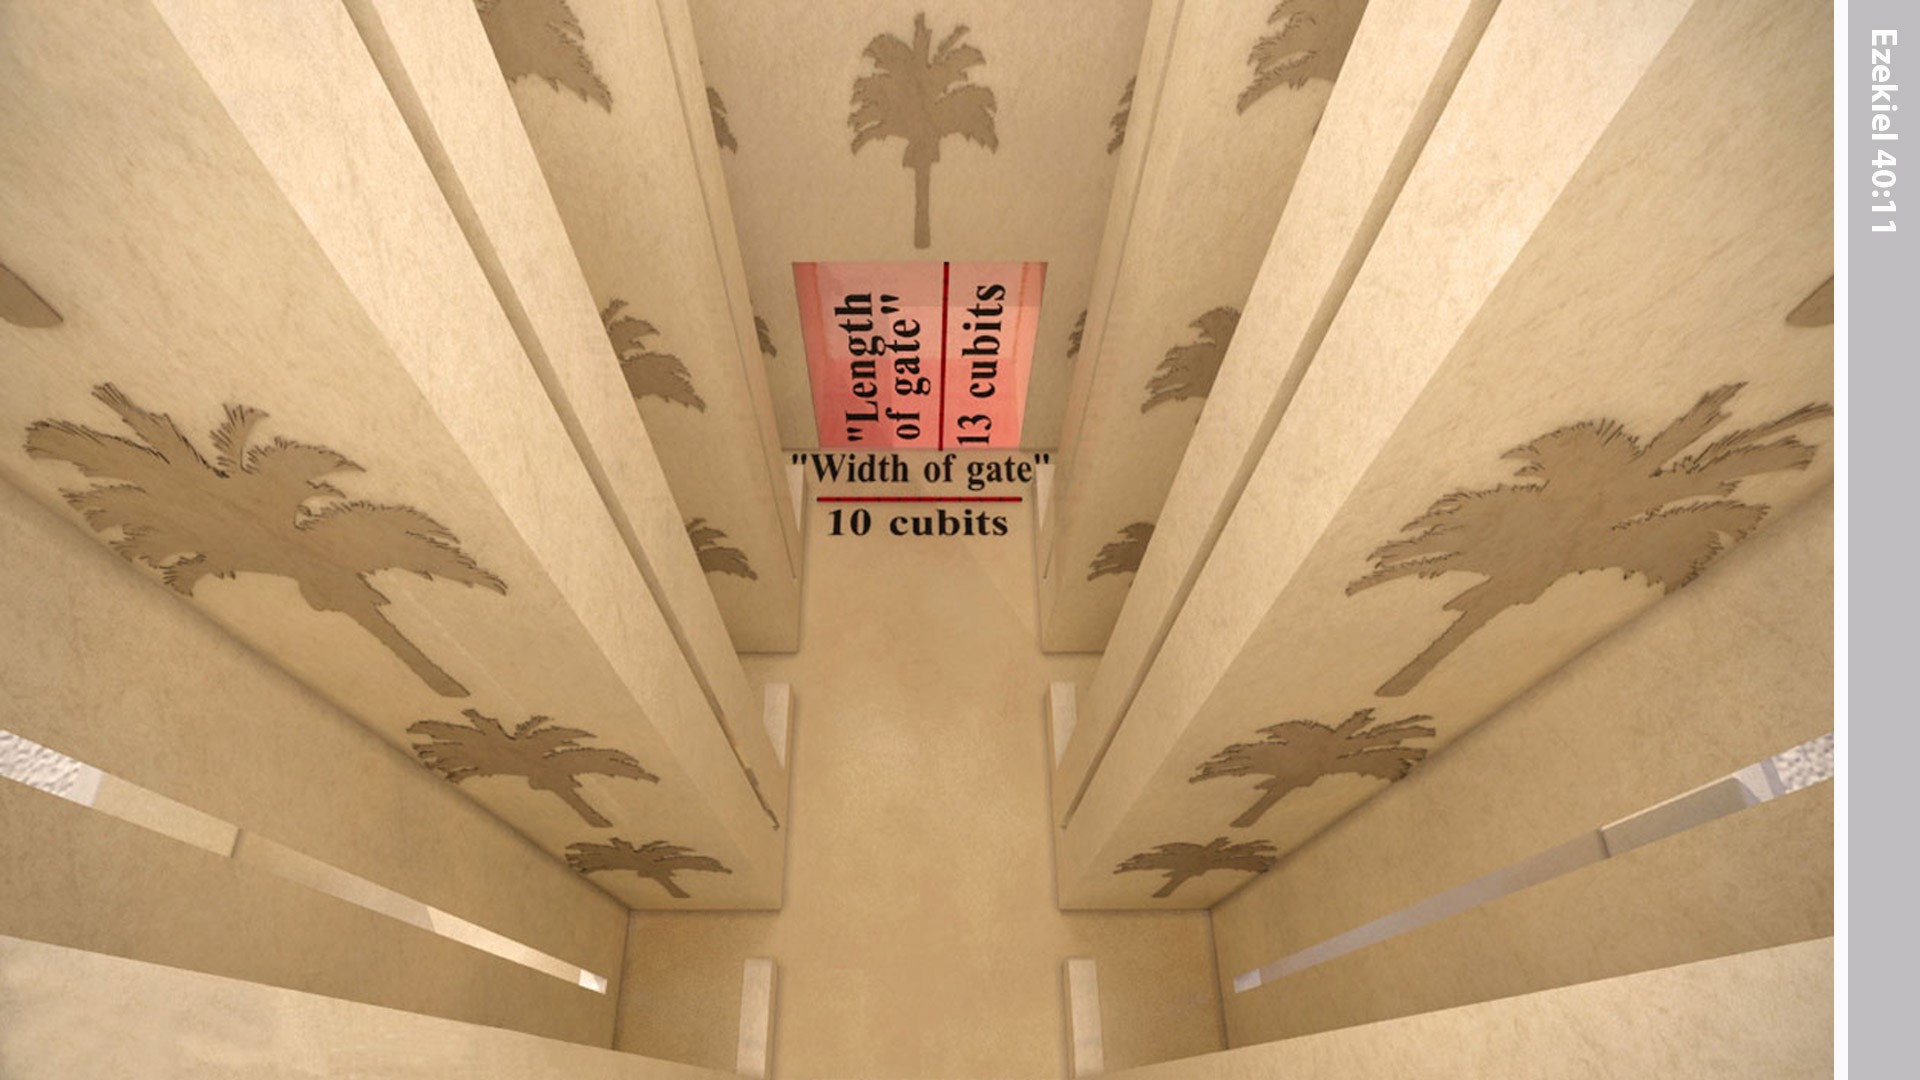 "Length
of gate"
13 cubits
"Width of gate"
10 cubits
Ezekiel 40:11